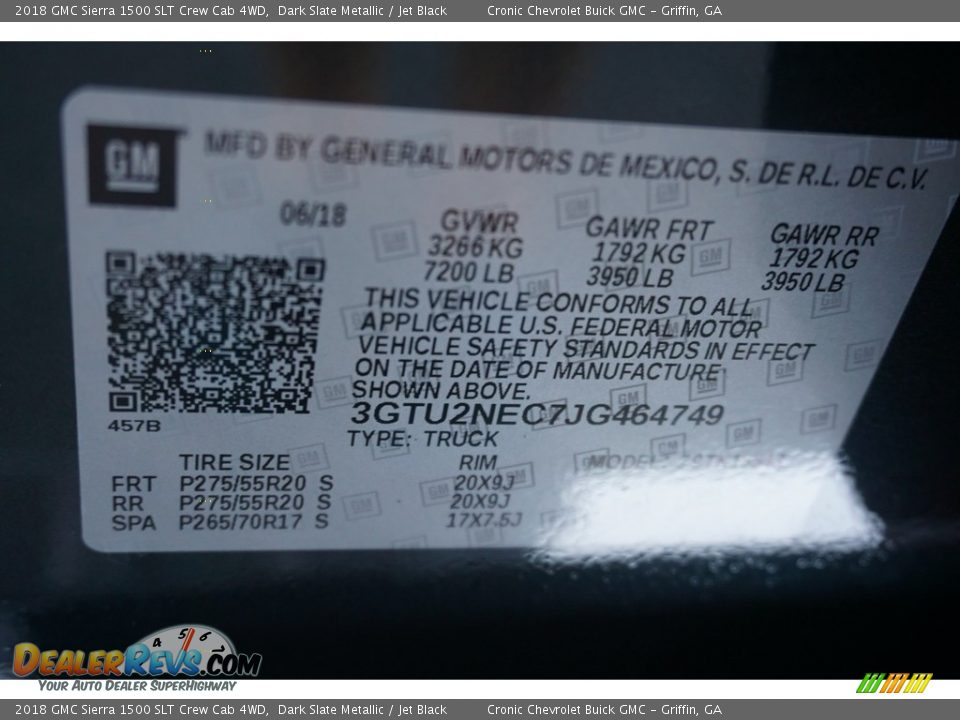 2018 GMC Sierra 1500 SLT Crew Cab 4WD, Dark Slate Metallic / Jet Black Cronic Chevrolet Buick GMC – Griffin, GA
GM MFD BY GENERAL MOTORS DE MEXICO, S. DE R.L. DE C.V.
06/18 GVWR GAWR FRT GAWR RR
3266 KG 1792 KG 1792 KG
7200 LB 3950 LB 3950 LB
THIS VEHICLE CONFORMS TO ALL
APPLICABLE U.S. FEDERAL MOTOR
VEHICLE SAFETY STANDARDS IN EFFECT
ON THE DATE OF MANUFACTURE
SHOWN ABOVE.
3GTU2NEC7JG464749
457B
TYPE: TRUCK
TIRE SIZE RIM MODEL:
FRT P275/55R20 S 20X9J
RR P275/55R20 S 20X9J
SPA P265/70R17 S 17X7.5J
4 5 6
DEALERREVS.COM
YOUR AUTO DEALER SUPERHIGHWAY
2018 GMC Sierra 1500 SLT Crew Cab 4WD, Dark Slate Metallic / Jet Black Cronic Chevrolet Buick GMC – Griffin, GA